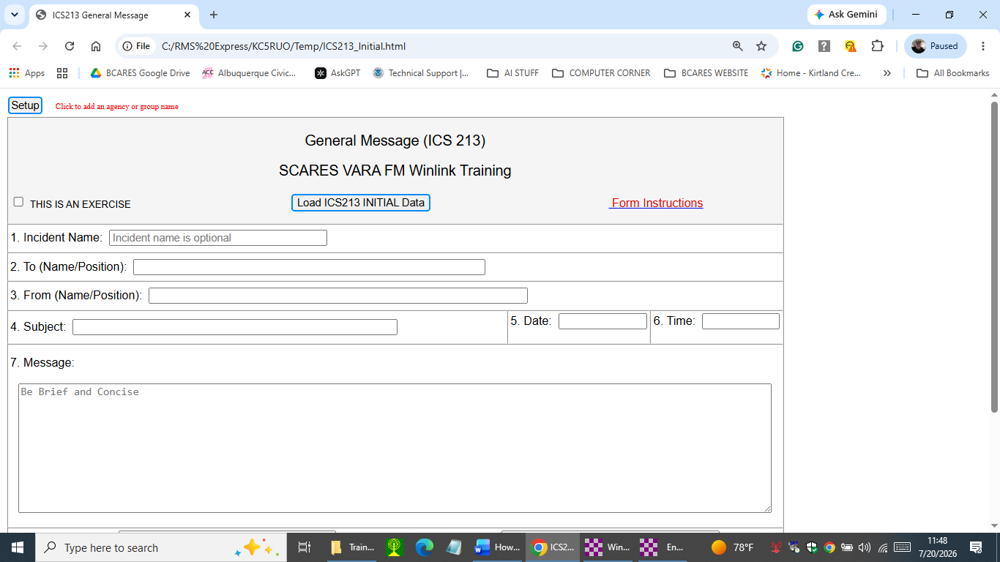 ICS213 General Message
Ask Gemini
File C:/RMS%20Express/KC5RUO/Temp/ICS213_Initial.html
Paused
Apps BCARES Google Drive ACC Albuquerque Civic... AskGPT Technical Support |... AI STUFF COMPUTER CORNER BCARES WEBSITE Home - Kirtland Cre... » All Bookmarks
Setup Click to add an agency or group name
General Message (ICS 213)
SCARES VARA FM Winlink Training
THIS IS AN EXERCISE Load ICS213 INITIAL Data Form Instructions
1. Incident Name: Incident name is optional
2. To (Name/Position):
3. From (Name/Position):
4. Subject: 5. Date: 6. Time:
7. Message:
Be Brief and Concise
Type here to search Train... How... ICS2... Win... En... 78°F 11:48
7/20/2026